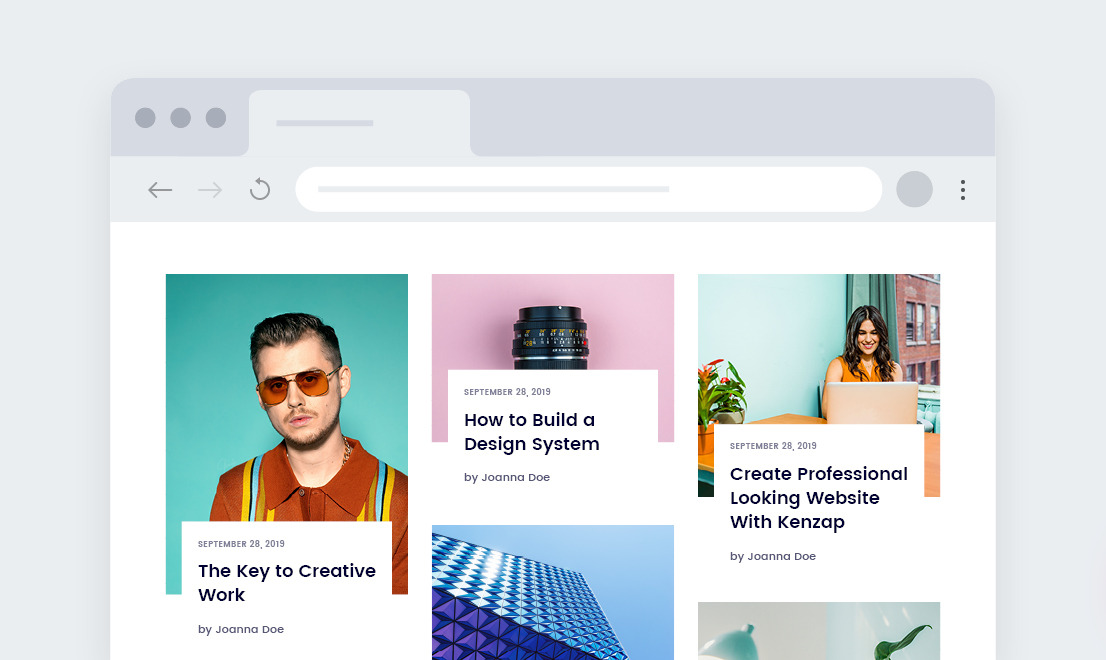 SEPTEMBER 28, 2019
The Key to Creative
Work
by Joanna Doe
SEPTEMBER 28, 2019
How to Build a
Design System
by Joanna Doe
SEPTEMBER 28, 2019
Create Professional
Looking Website
With Kenzap
by Joanna Doe